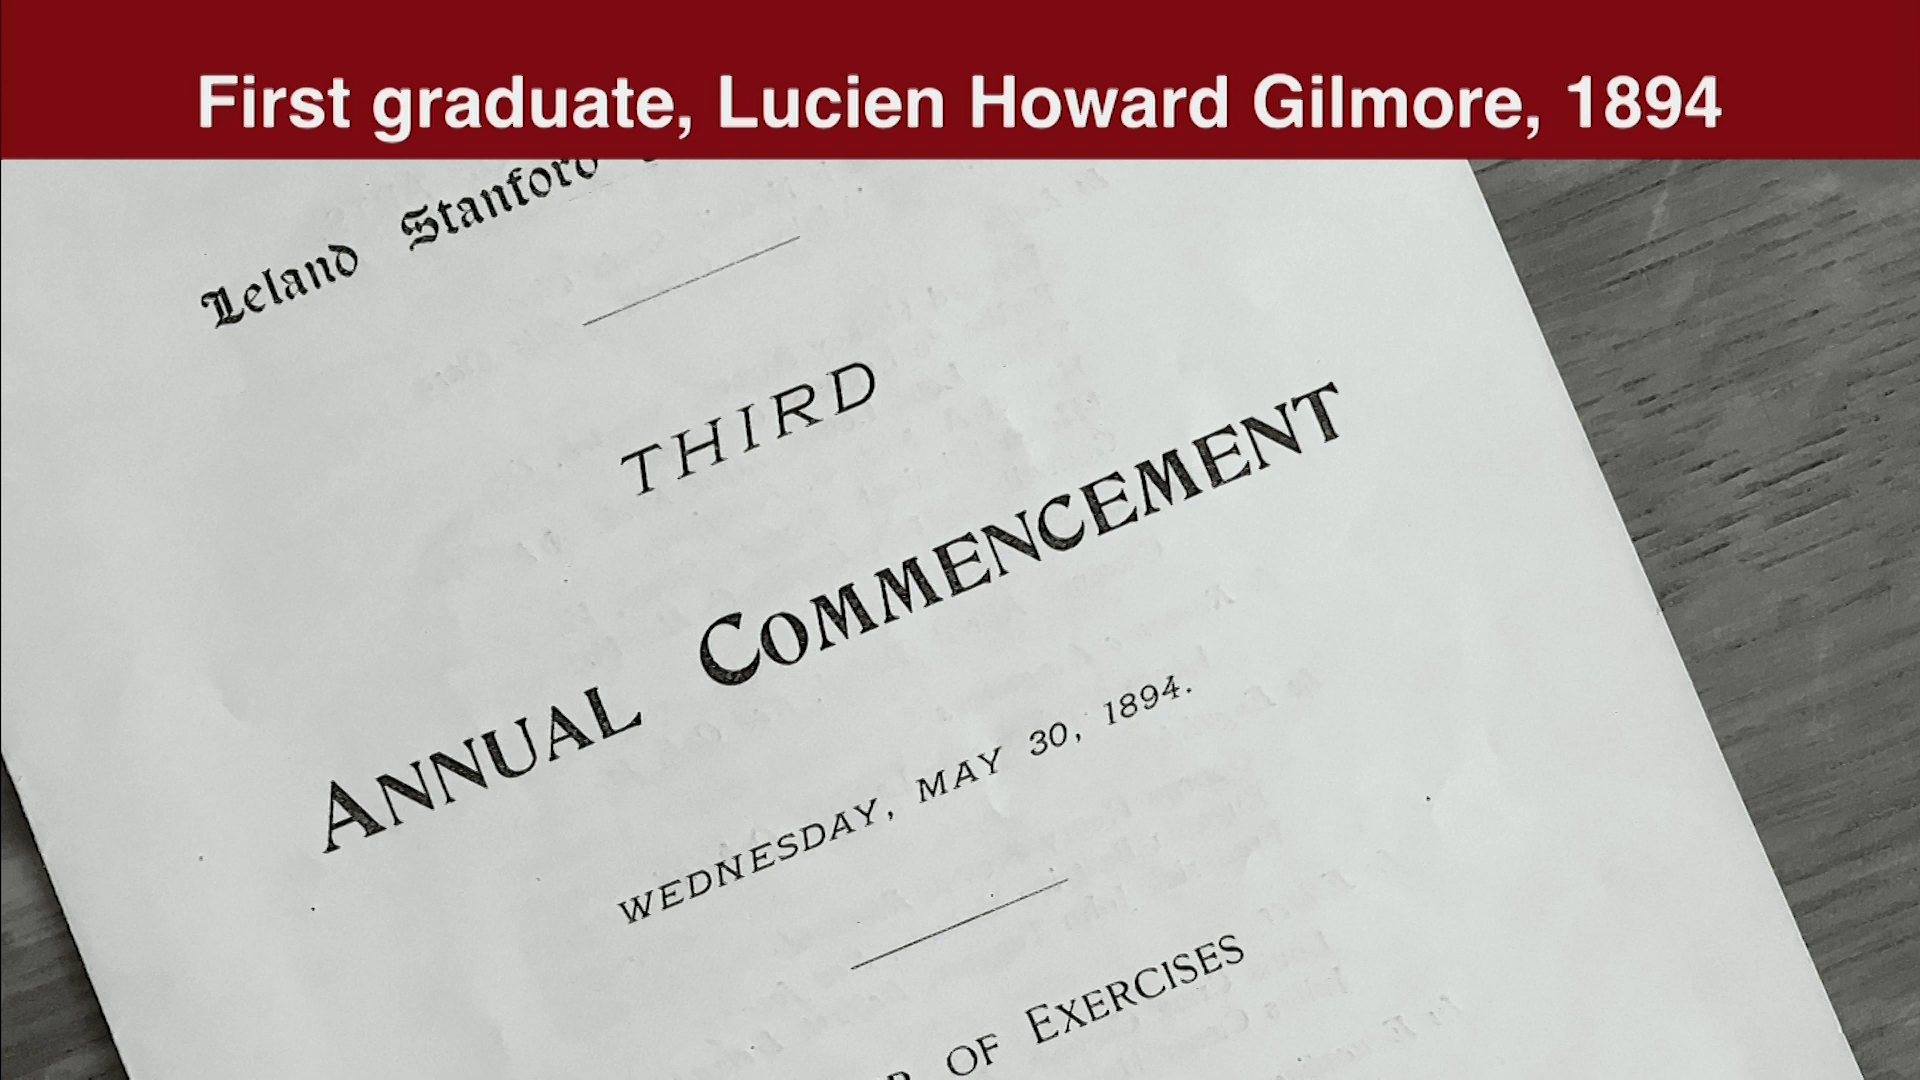 First graduate, Lucien Howard Gilmore, 1894
Leland Stanford
THIRD
ANNUAL COMMENCEMENT
WEDNESDAY, MAY 30, 1894.
OF EXERCISES